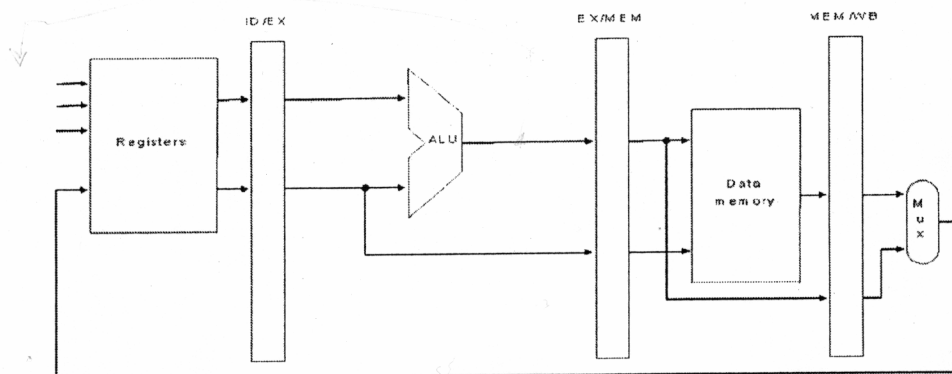 ID/EX
EX/MEM
MEM/WB
Registers
ALU
Data
memory
M
u
x